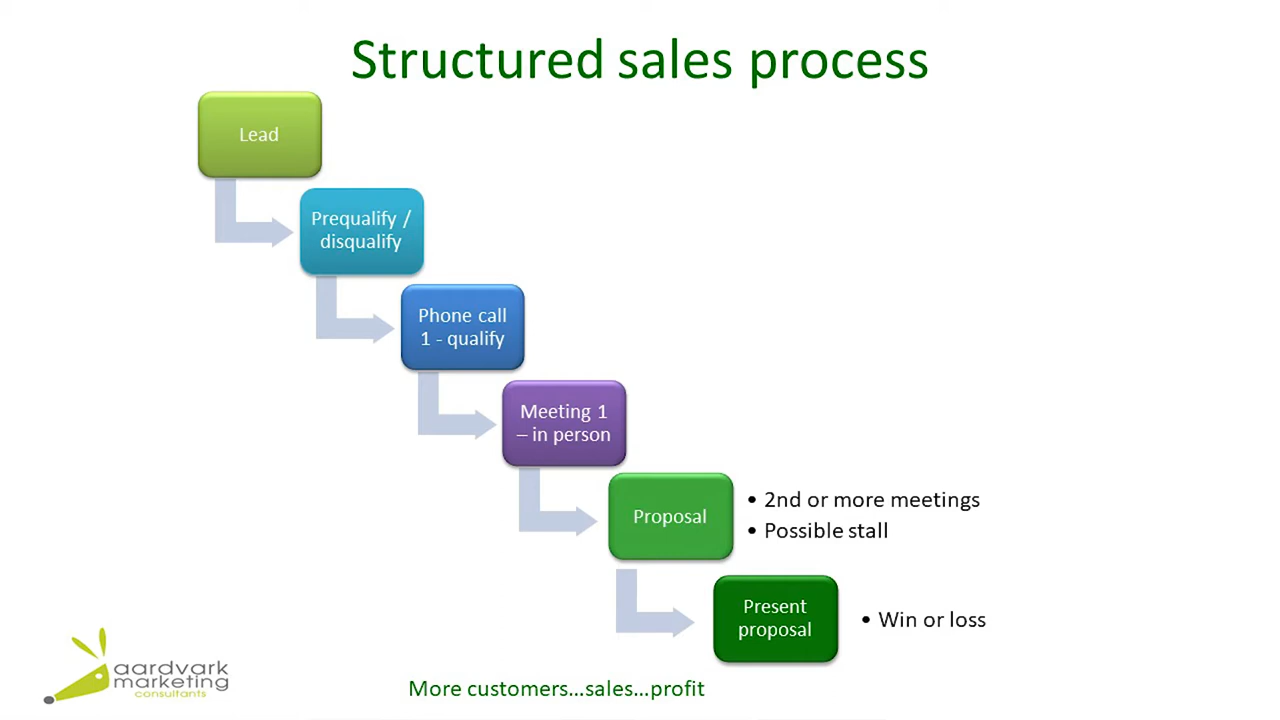 Structured sales process
Lead
Prequalify /
disqualify
Phone call
1 - qualify
Meeting 1
– in person
Proposal
• 2nd or more meetings
• Possible stall
Present
proposal
• Win or loss
aardvark
marketing
consultants
More customers...sales...profit